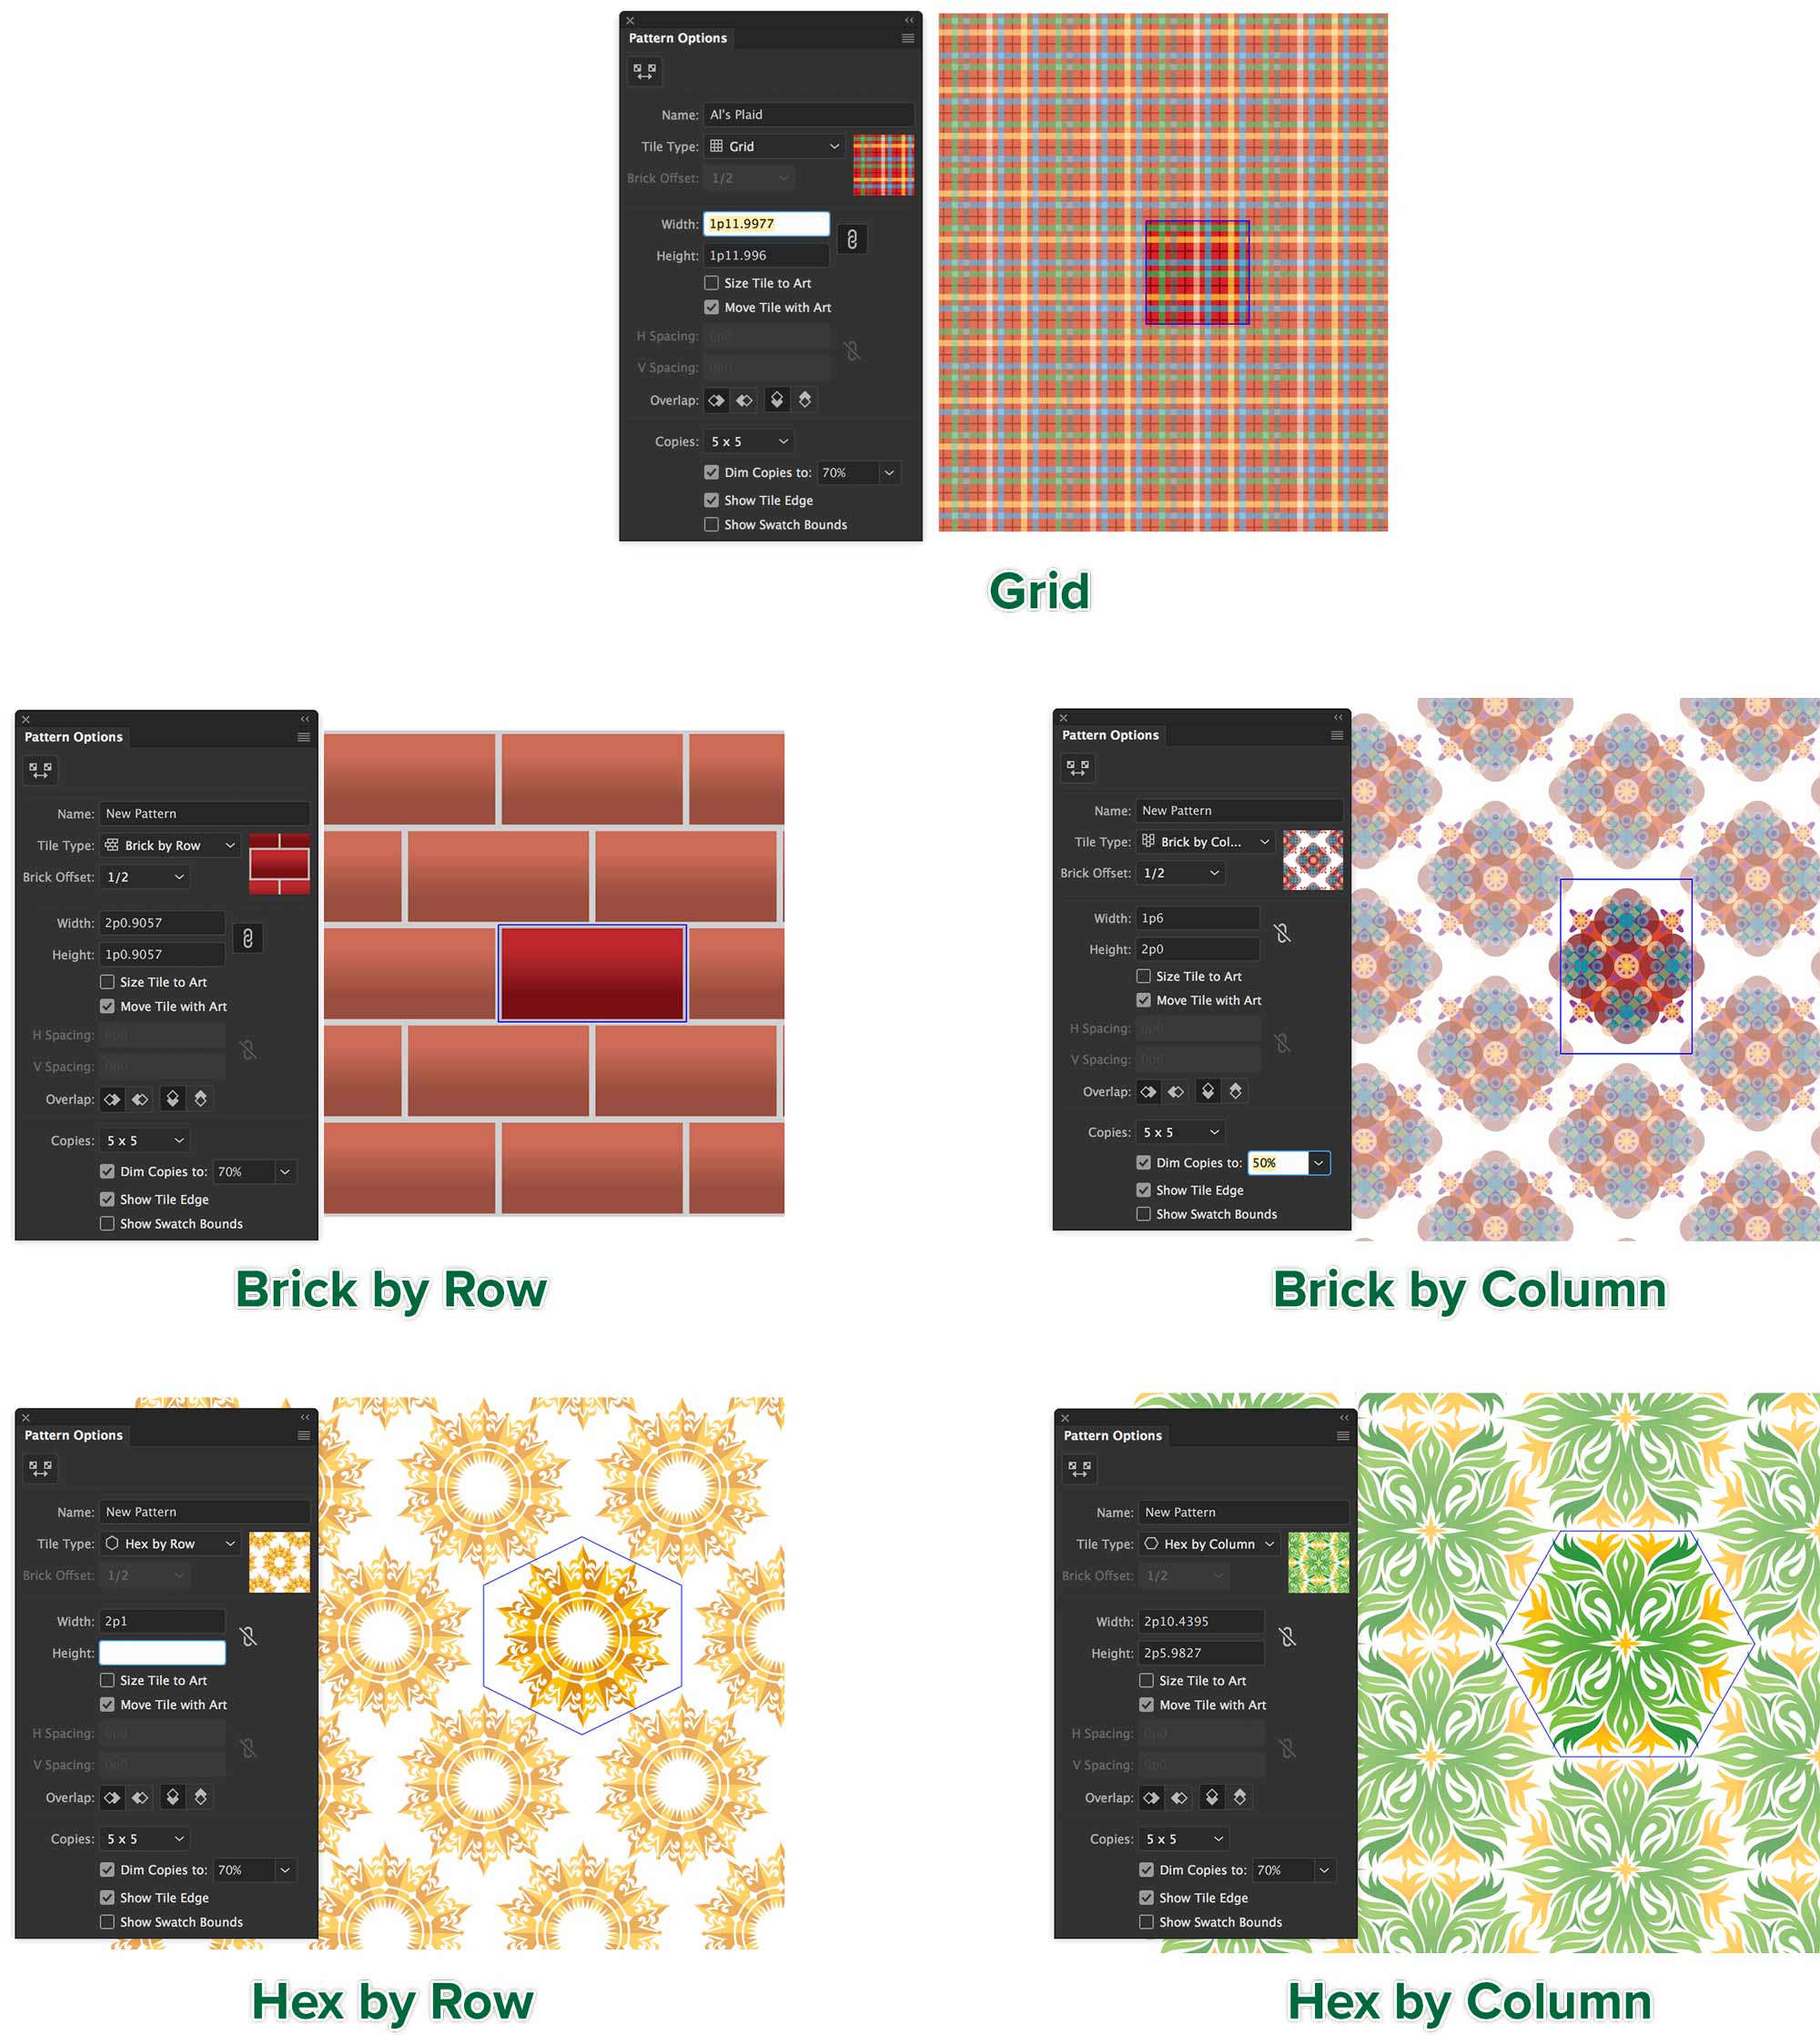 Pattern Options
Name: Al's Plaid
Tile Type: Grid
Brick Offset: 1/2
Width: 1p11.9977
Height: 1p11.996
Size Tile to Art
Move Tile with Art
H Spacing: 0p0
V Spacing: 0p0
Overlap:
Copies: 5 x 5
Dim Copies to: 70%
Show Tile Edge
Show Swatch Bounds
Grid
Pattern Options
Name: New Pattern
Tile Type: Brick by Row
Brick Offset: 1/2
Width: 2p0.9057
Height: 1p0.9057
Size Tile to Art
Move Tile with Art
H Spacing: 0p0
V Spacing: 0p0
Overlap:
Copies: 5 x 5
Dim Copies to: 70%
Show Tile Edge
Show Swatch Bounds
Brick by Row
Pattern Options
Name: New Pattern
Tile Type: Brick by Col...
Brick Offset: 1/2
Width: 1p6
Height: 2p0
Size Tile to Art
Move Tile with Art
H Spacing: 0p0
V Spacing: 0p0
Overlap:
Copies: 5 x 5
Dim Copies to: 50%
Show Tile Edge
Show Swatch Bounds
Brick by Column
Pattern Options
Name: New Pattern
Tile Type: Hex by Row
Brick Offset: 1/2
Width: 2p1
Height:
Size Tile to Art
Move Tile with Art
H Spacing: 0p0
V Spacing: 0p0
Overlap:
Copies: 5 x 5
Dim Copies to: 70%
Show Tile Edge
Show Swatch Bounds
Hex by Row
Pattern Options
Name: New Pattern
Tile Type: Hex by Column
Brick Offset: 1/2
Width: 2p10.4395
Height: 2p5.9827
Size Tile to Art
Move Tile with Art
H Spacing: 0p0
V Spacing: 0p0
Overlap:
Copies: 5 x 5
Dim Copies to: 70%
Show Tile Edge
Show Swatch Bounds
Hex by Column